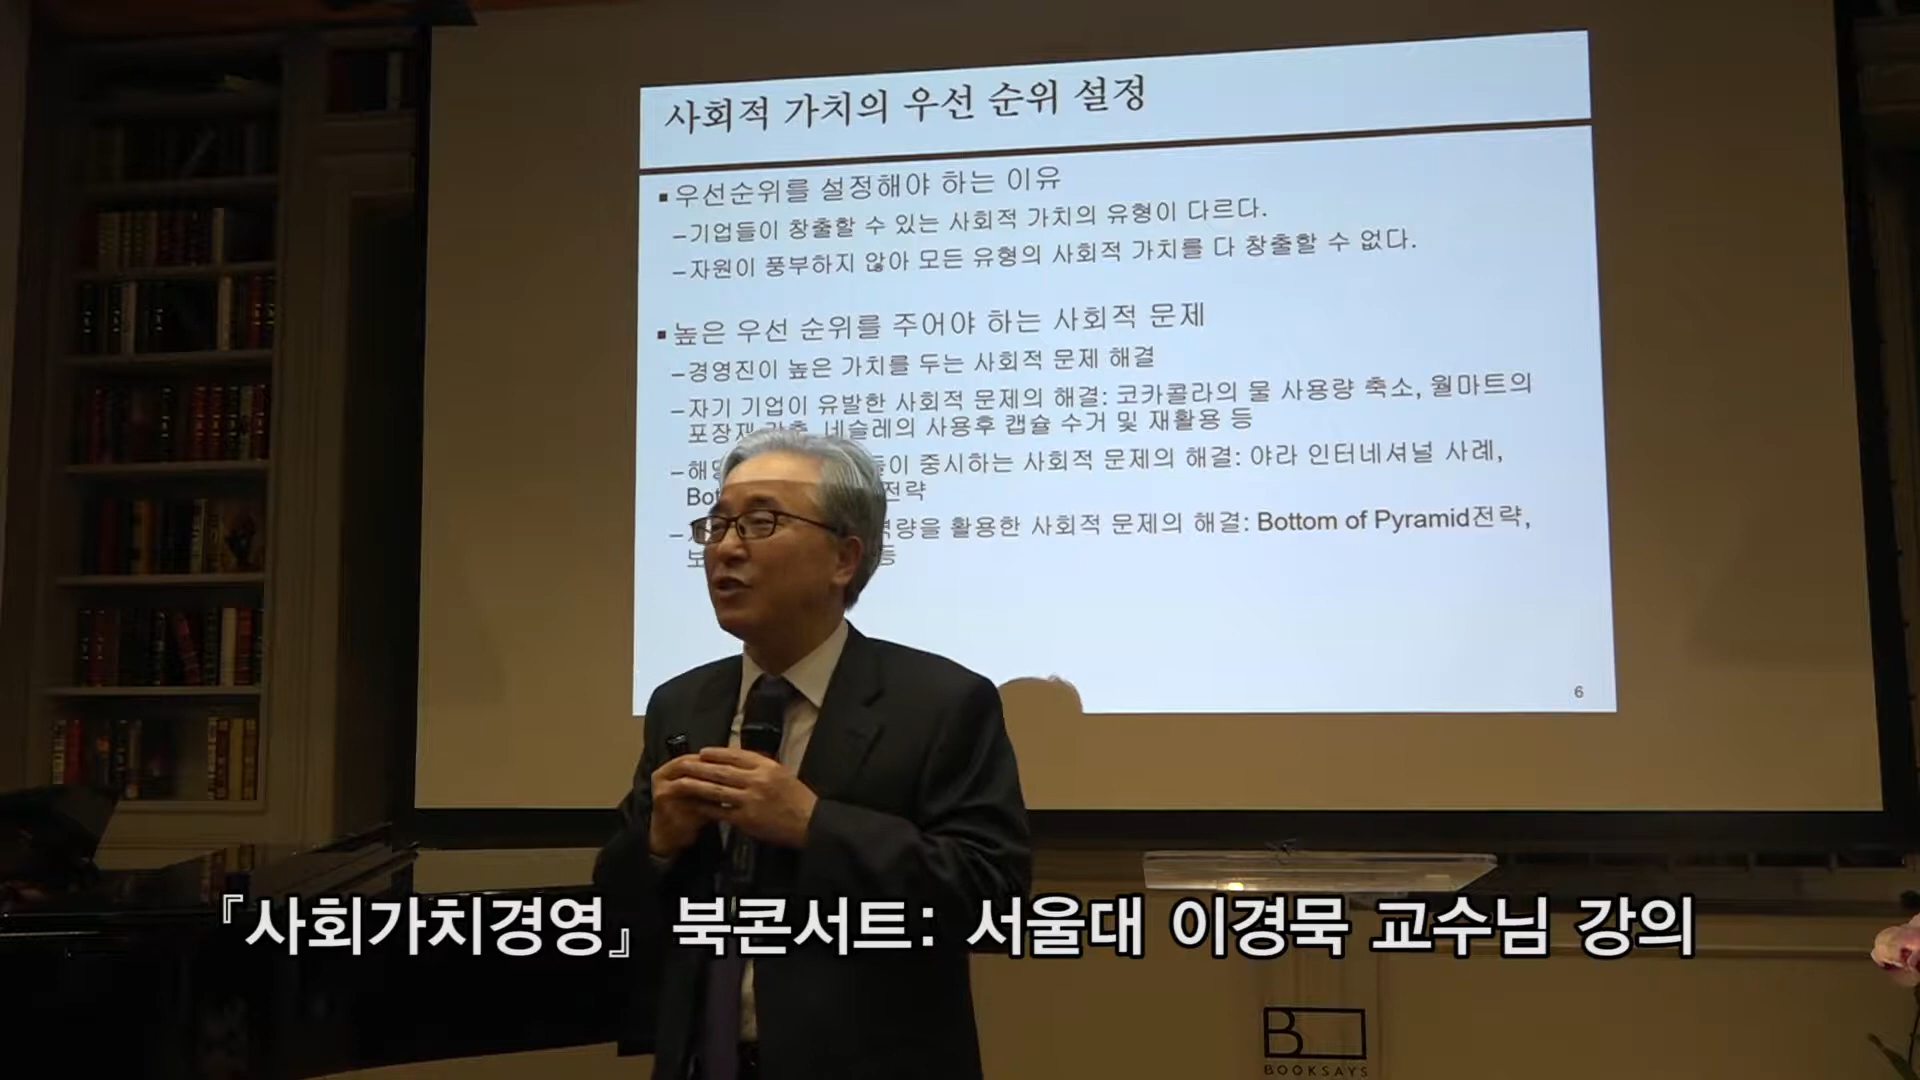 사회적 가치의 우선 순위 설정
▪우선순위를 설정해야 하는 이유
–기업들이 창출할 수 있는 사회적 가치의 유형이 다르다.
–자원이 풍부하지 않아 모든 유형의 사회적 가치를 다 창출할 수 없다.
▪높은 우선 순위를 주어야 하는 사회적 문제
–경영진이 높은 가치를 두는 사회적 문제 해결
–자기 기업이 유발한 사회적 문제의 해결: 코카콜라의 물 사용량 축소, 월마트의
포장재 네슬레의 사용후 캡슐 수거 및 재활용 등
중시하는 사회적 문제의 해결: 야라 인터네셔널 사례,
전략
활용한 사회적 문제의 해결: Bottom of Pyramid전략,
등
6
『사회가치경영』 북콘서트: 서울대 이경묵 교수님 강의
BOOKSAYS